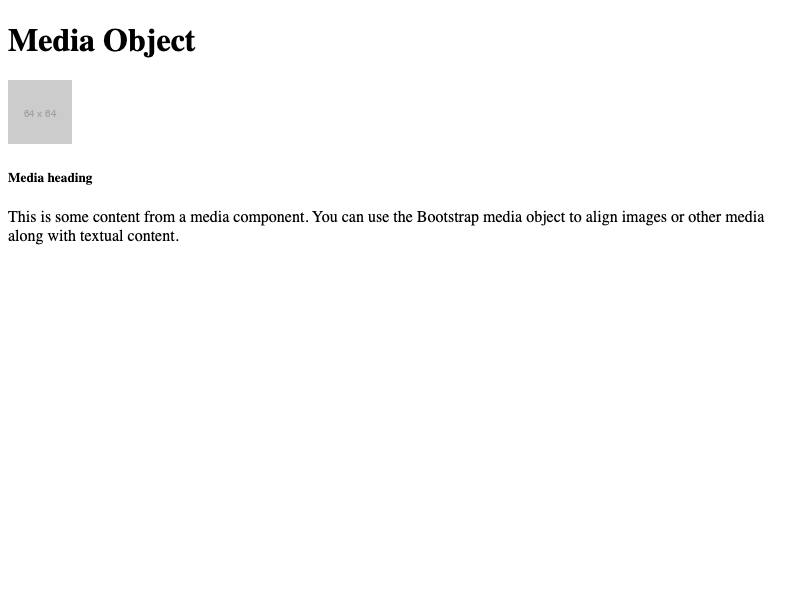 Media Object
64 x 64
Media heading
This is some content from a media component. You can use the Bootstrap media object to align images or other media
along with textual content.